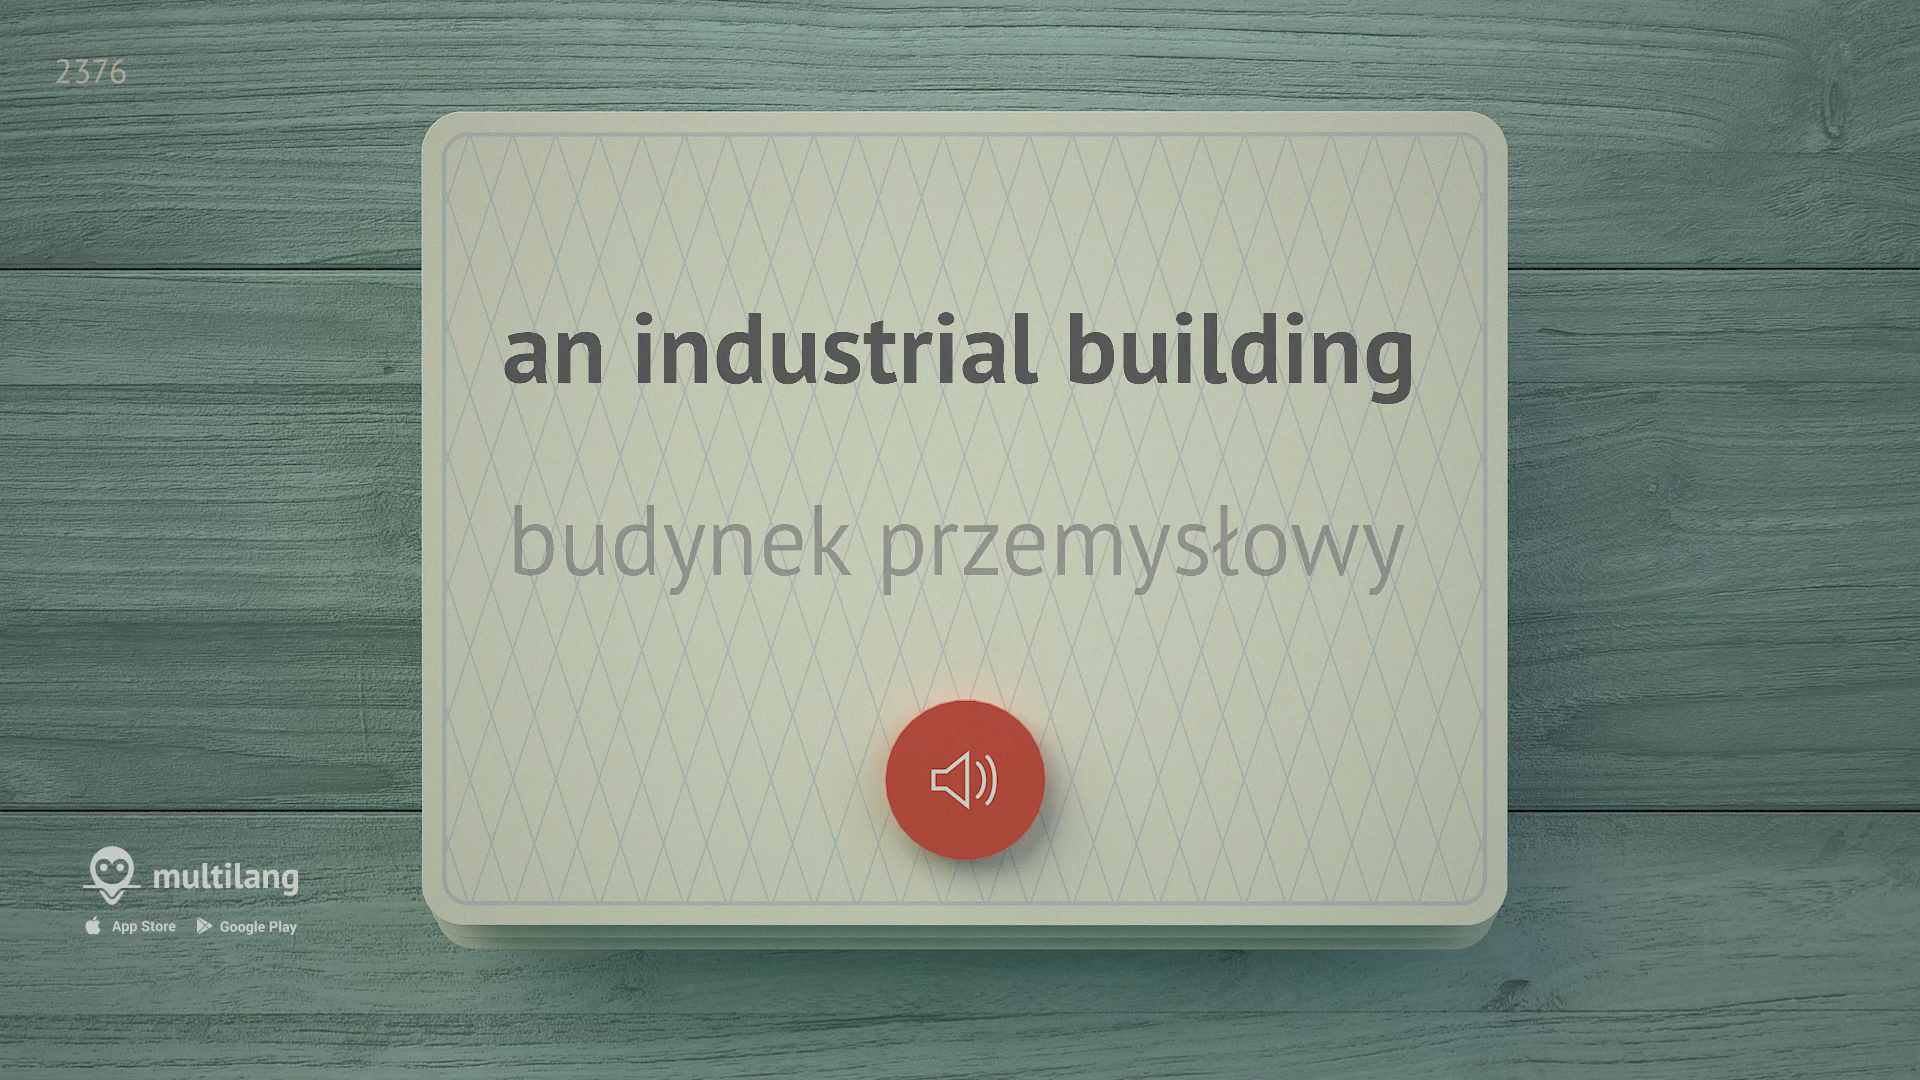 2376
an industrial building
budynek przemysłowy
multilang
App Store
Google Play